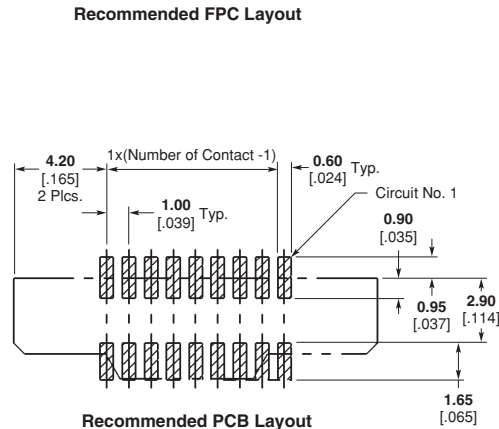 Recommended FPC Layout
4.20
[.165]
2 Plcs.
1x(Number of Contact -1)
0.60 Typ.
[.024]
Circuit No. 1
1.00 Typ.
[.039]
0.90
[.035]
0.95
[.037]
2.90
[.114]
1.65
[.065]
Recommended PCB Layout